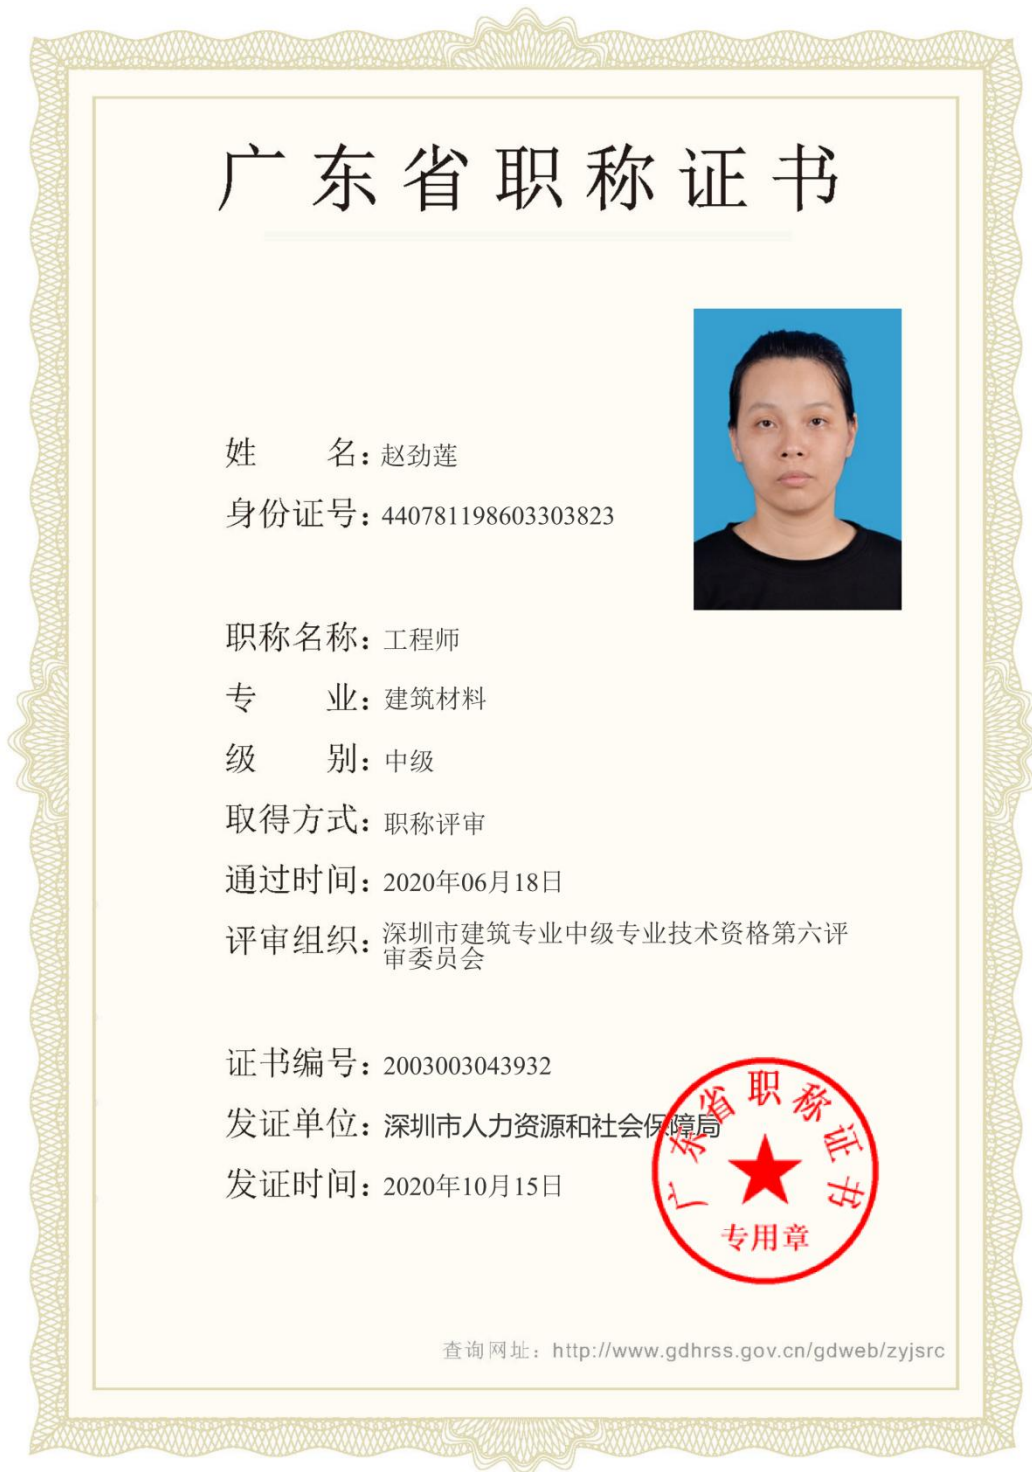 广东省职称证书
姓 名：赵劲莲
身份证号：440781198603303823
职称名称：工程师
专 业：建筑材料
级 别：中级
取得方式：职称评审
通过时间：2020年06月18日
评审组织：深圳市建筑专业中级专业技术资格第六评
审委员会
证书编号：2003003043932
发证单位：深圳市人力资源和社会保障局
发证时间：2020年10月15日
广东省职称证书
专用章
查询网址：http://www.gdhrss.gov.cn/gdweb/zyjsrc